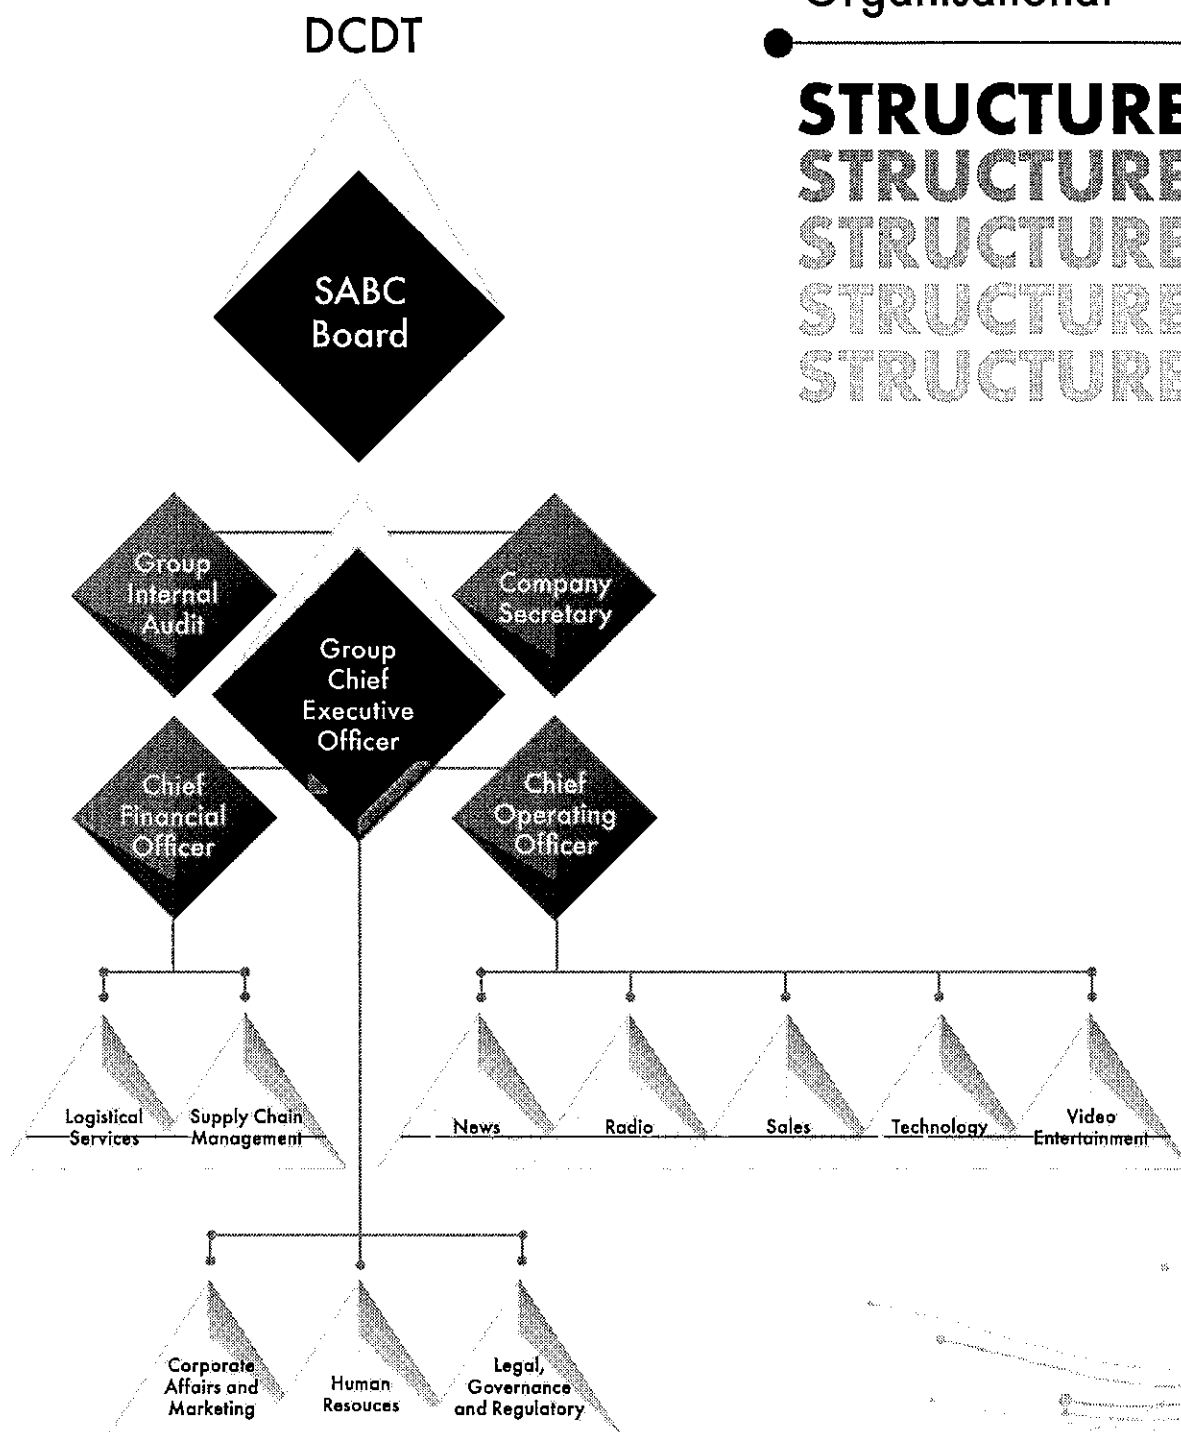 DCDT
Organisational
STRUCTURE
STRUCTURE
STRUCTURE
STRUCTURE
STRUCTURE
SABC
Board
Group
Internal
Audit
Company
Secretary
Group
Chief
Executive
Officer
Chief
Financial
Officer
Chief
Operating
Officer
Logistical
Services
Supply Chain
Management
News
Radio
Sales
Technology
Video
Entertainment
Corporate
Affairs and
Marketing
Human
Resouces
Legal,
Governance
and Regulatory